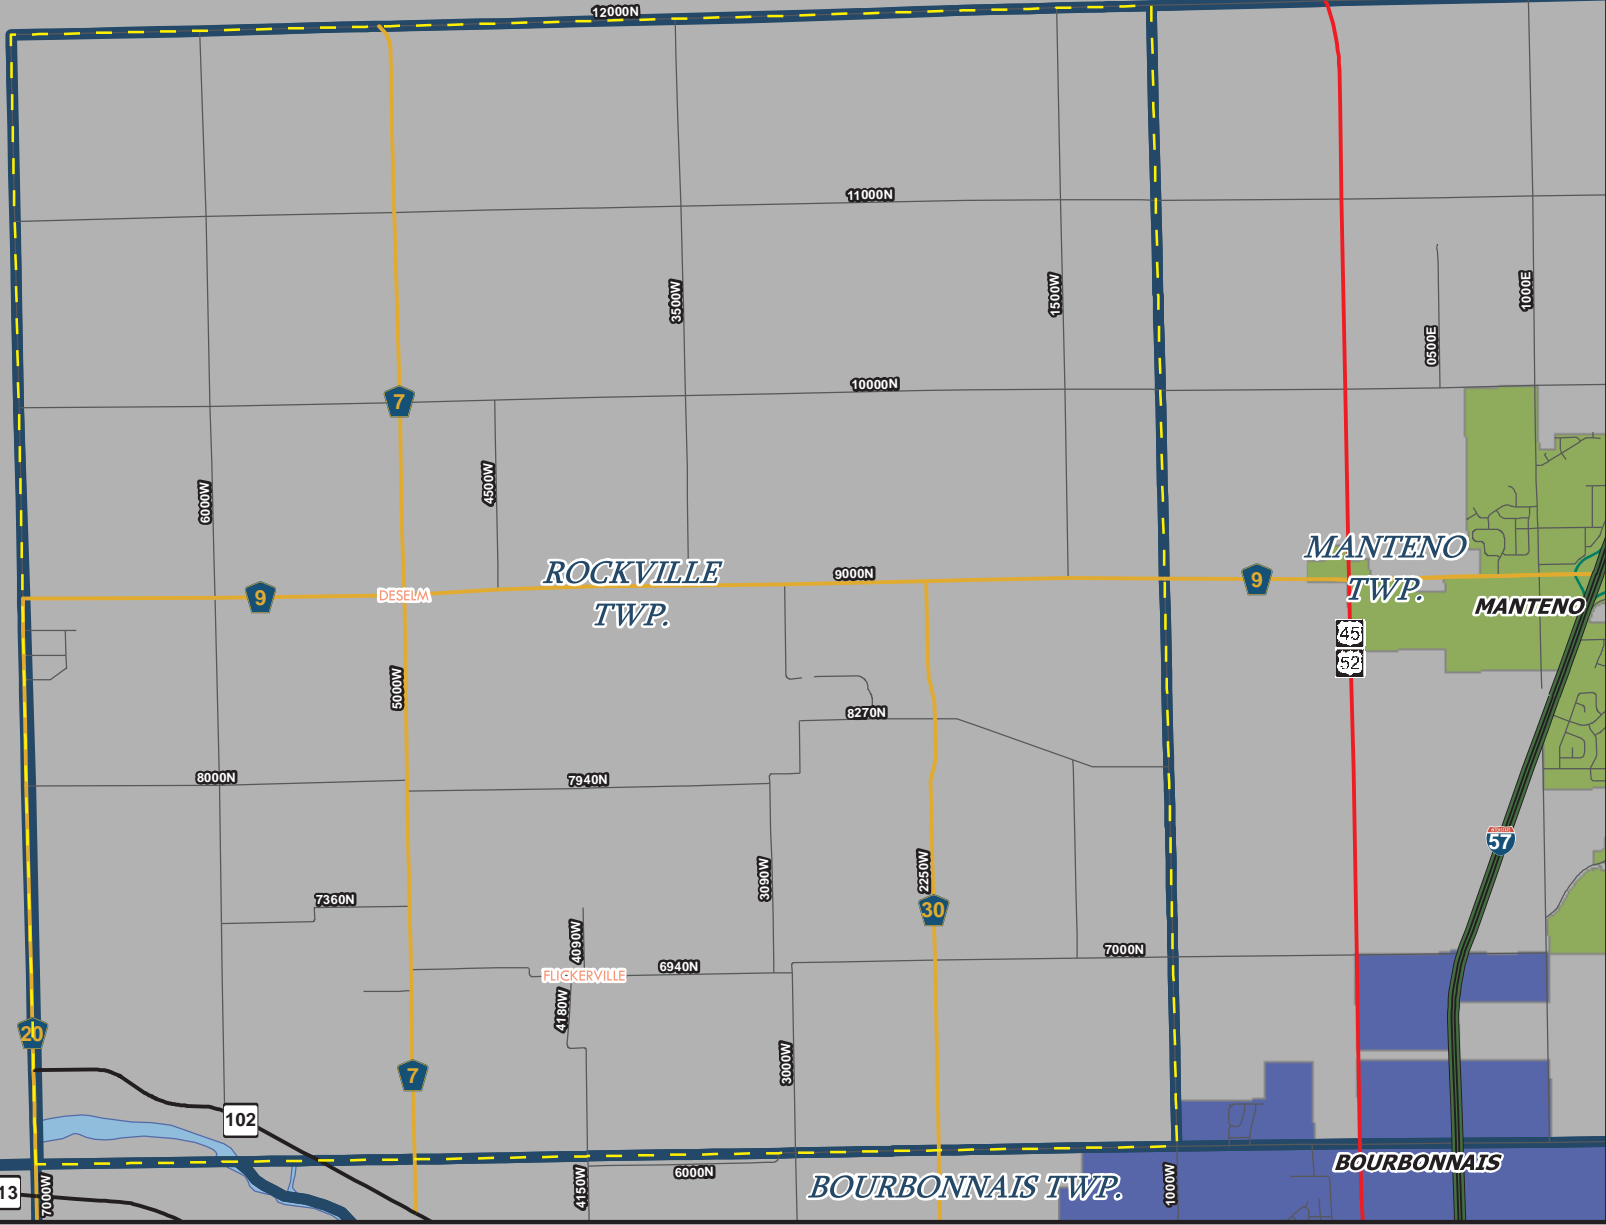 12000N
11000N
3500W
1500W
1000E
0500E
10000N
7
6000W
4500W
ROCKVILLE
TWP.
9000N
MANTENO
TWP.
9
9
DESELM
MANTENO
45
52
5000W
8270N
8000N
7940N
57
3090W
2250W
7360N
30
4090W
7000N
6940N
FLICKERVILLE
4180W
20
3000W
7
102
BOURBONNAIS
6000N
BOURBONNAIS TWP.
13
7000W
4150W
1000W